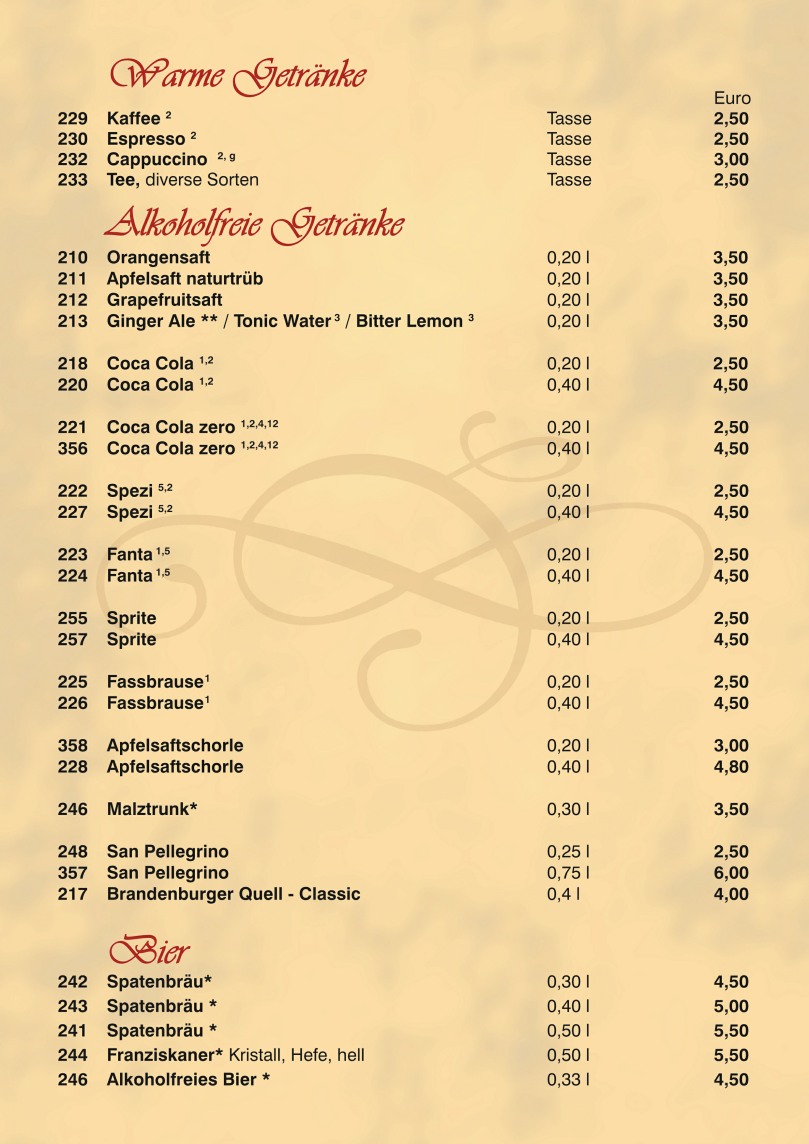 Warme Getränke
Euro
229 Kaffee ² Tasse 2,50
230 Espresso ² Tasse 2,50
232 Cappuccino 2, g Tasse 3,00
233 Tee, diverse Sorten Tasse 2,50
Alkoholfreie Getränke
210 Orangensaft 0,20 l 3,50
211 Apfelsaft naturtrüb 0,20 l 3,50
212 Grapefruitsaft 0,20 l 3,50
213 Ginger Ale ** / Tonic Water ³ / Bitter Lemon ³ 0,20 l 3,50
218 Coca Cola 1,2 0,20 l 2,50
220 Coca Cola 1,2 0,40 l 4,50
221 Coca Cola zero 1,2,4,12 0,20 l 2,50
356 Coca Cola zero 1,2,4,12 0,40 l 4,50
222 Spezi 5,2 0,20 l 2,50
227 Spezi 5,2 0,40 l 4,50
223 Fanta 1,5 0,20 l 2,50
224 Fanta 1,5 0,40 l 4,50
255 Sprite 0,20 l 2,50
257 Sprite 0,40 l 4,50
225 Fassbrause¹ 0,20 l 2,50
226 Fassbrause¹ 0,40 l 4,50
358 Apfelsaftschorle 0,20 l 3,00
228 Apfelsaftschorle 0,40 l 4,80
246 Malztrunk* 0,30 l 3,50
248 San Pellegrino 0,25 l 2,50
357 San Pellegrino 0,75 l 6,00
217 Brandenburger Quell - Classic 0,4 l 4,00
Bier
242 Spatenbräu* 0,30 l 4,50
243 Spatenbräu * 0,40 l 5,00
241 Spatenbräu * 0,50 l 5,50
244 Franziskaner* Kristall, Hefe, hell 0,50 l 5,50
246 Alkoholfreies Bier * 0,33 l 4,50